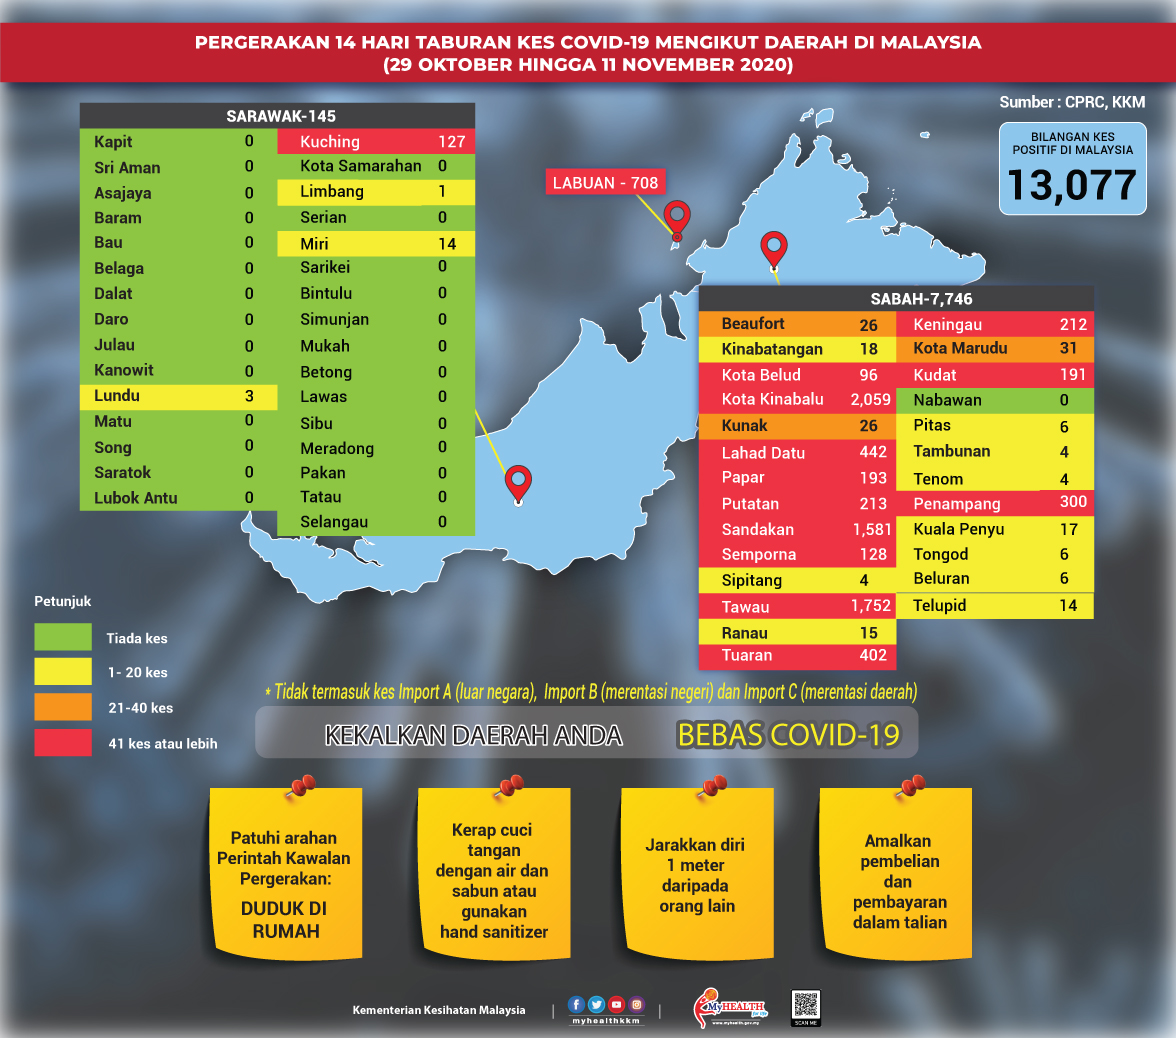 PERGERAKAN 14 HARI TABURAN KES COVID-19 MENGIKUT DAERAH DI MALAYSIA
(29 OKTOBER HINGGA 11 NOVEMBER 2020)
Sumber : CPRC, KKM
BILANGAN KES
POSITIF DI MALAYSIA
13,077
SARAWAK-145
Kapit 0
Sri Aman 0
Asajaya 0
Baram 0
Bau 0
Belaga 0
Dalat 0
Daro 0
Julau 0
Kanowit 0
Lundu 3
Matu 0
Song 0
Saratok 0
Lubok Antu 0
Kuching 127
Kota Samarahan 0
Limbang 1
Serian 0
Miri 14
Sarikei 0
Bintulu 0
Simunjan 0
Mukah 0
Betong 0
Lawas 0
Sibu 0
Meradong 0
Pakan 0
Tatau 0
Selangau 0
LABUAN - 708
SABAH-7,746
Beaufort 26
Kinabatangan 18
Kota Belud 96
Kota Kinabalu 2,059
Kunak 26
Lahad Datu 442
Papar 193
Putatan 213
Sandakan 1,581
Semporna 128
Sipitang 4
Tawau 1,752
Ranau 15
Tuaran 402
Keningau 212
Kota Marudu 31
Kudat 191
Nabawan 0
Pitas 6
Tambunan 4
Tenom 4
Penampang 300
Kuala Penyu 17
Tongod 6
Beluran 6
Telupid 14
Petunjuk
Tiada kes
1- 20 kes
21-40 kes
41 kes atau lebih
* Tidak termasuk kes Import A (luar negara), Import B (merentasi negeri) dan Import C (merentasi daerah)
KEKALKAN DAERAH ANDA BEBAS COVID-19
Patuhi arahan
Perintah Kawalan
Pergerakan:
DUDUK DI
RUMAH
Kerap cuci
tangan
dengan air dan
sabun atau
gunakan
hand sanitizer
Jarakkan diri
1 meter
daripada
orang lain
Amalkan
pembelian
dan
pembayaran
dalam talian
Kementerian Kesihatan Malaysia
myhealthkkm
MyHEALTH
for life
www.myhealth.gov.my
SCAN ME